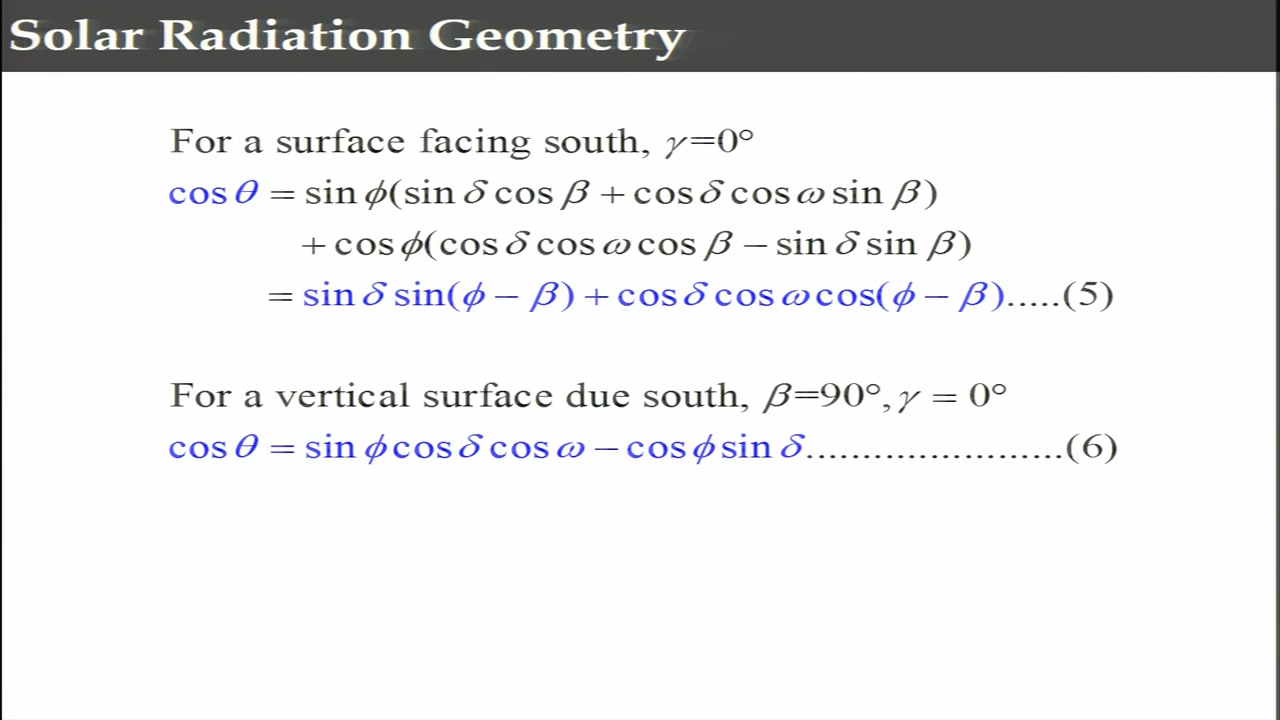 Solar Radiation Geometry
For a surface facing south, γ=0°
cos θ = sin ϕ(sin δ cos β + cos δ cos ω sin β)
+ cos ϕ(cos δ cos ω cos β − sin δ sin β)
= sin δ sin(ϕ − β) + cos δ cos ω cos(ϕ − β).....(5)
For a vertical surface due south, β=90°, γ = 0°
cos θ = sin ϕ cos δ cos ω − cos ϕ sin δ.......................(6)